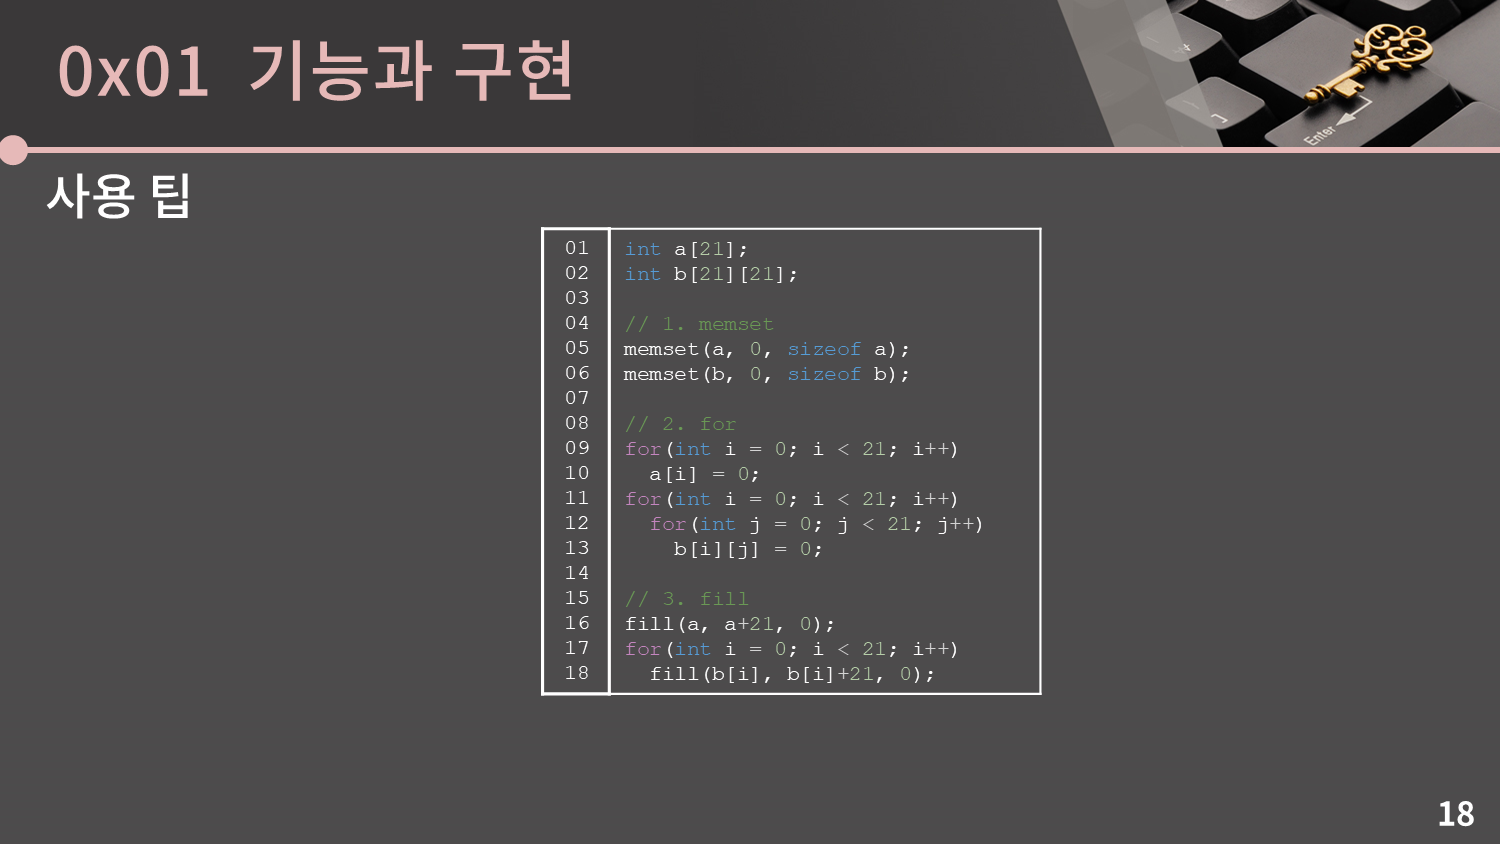 0x01 기능과 구현
Enter
사용 팁
01 int a[21];
02 int b[21][21];
03
04 // 1. memset
05 memset(a, 0, sizeof a);
06 memset(b, 0, sizeof b);
07
08 // 2. for
09 for(int i = 0; i < 21; i++)
10   a[i] = 0;
11 for(int i = 0; i < 21; i++)
12   for(int j = 0; j < 21; j++)
13     b[i][j] = 0;
14
15 // 3. fill
16 fill(a, a+21, 0);
17 for(int i = 0; i < 21; i++)
18   fill(b[i], b[i]+21, 0);
18